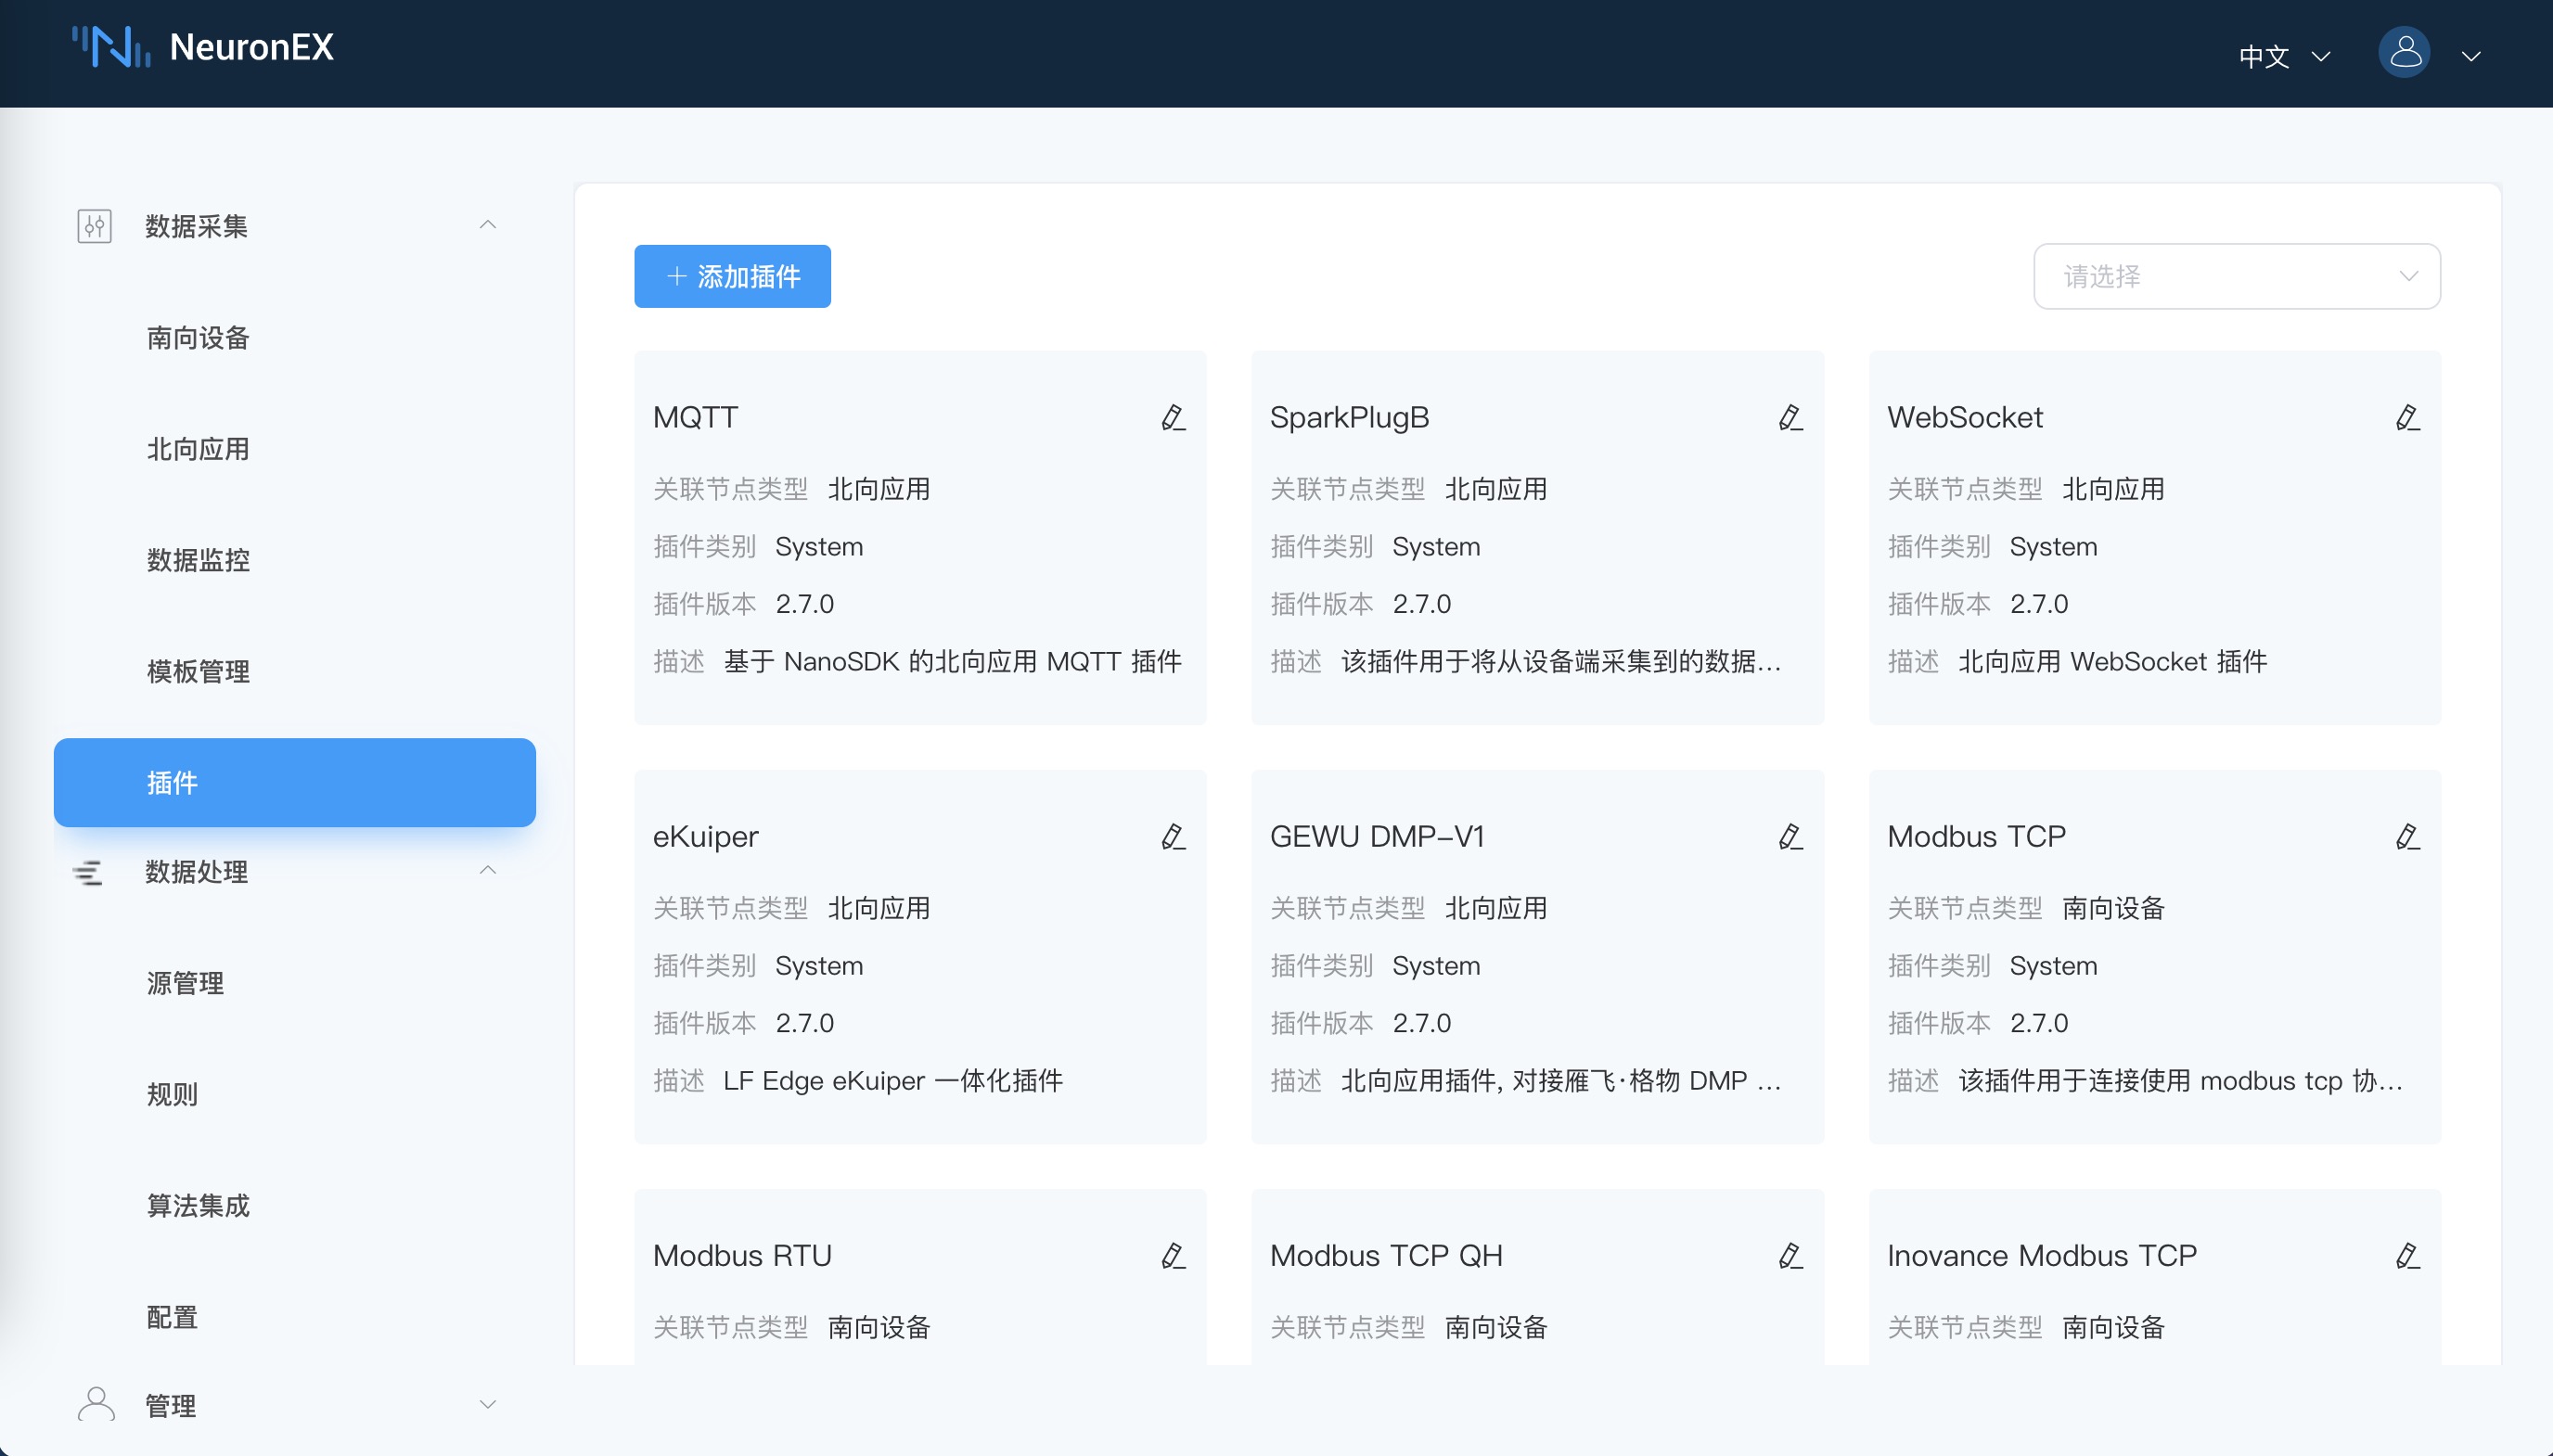 NeuronEX
中文
数据采集
南向设备
北向应用
数据监控
模板管理
插件
数据处理
源管理
规则
算法集成
配置
管理
添加插件
请选择
MQTT
关联节点类型 北向应用
插件类别 System
插件版本 2.7.0
描述 基于 NanoSDK 的北向应用 MQTT 插件
SparkPlugB
关联节点类型 北向应用
插件类别 System
插件版本 2.7.0
描述 该插件用于将从设备端采集到的数据...
WebSocket
关联节点类型 北向应用
插件类别 System
插件版本 2.7.0
描述 北向应用 WebSocket 插件
eKuiper
关联节点类型 北向应用
插件类别 System
插件版本 2.7.0
描述 LF Edge eKuiper 一体化插件
GEWU DMP-V1
关联节点类型 北向应用
插件类别 System
插件版本 2.7.0
描述 北向应用插件, 对接雁飞·格物 DMP ...
Modbus TCP
关联节点类型 南向设备
插件类别 System
插件版本 2.7.0
描述 该插件用于连接使用 modbus tcp 协...
Modbus RTU
关联节点类型 南向设备
Modbus TCP QH
关联节点类型 南向设备
Inovance Modbus TCP
关联节点类型 南向设备